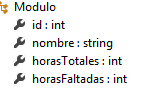 Modulo
id : int
nombre : string
horasTotales : int
horasFaltadas : int